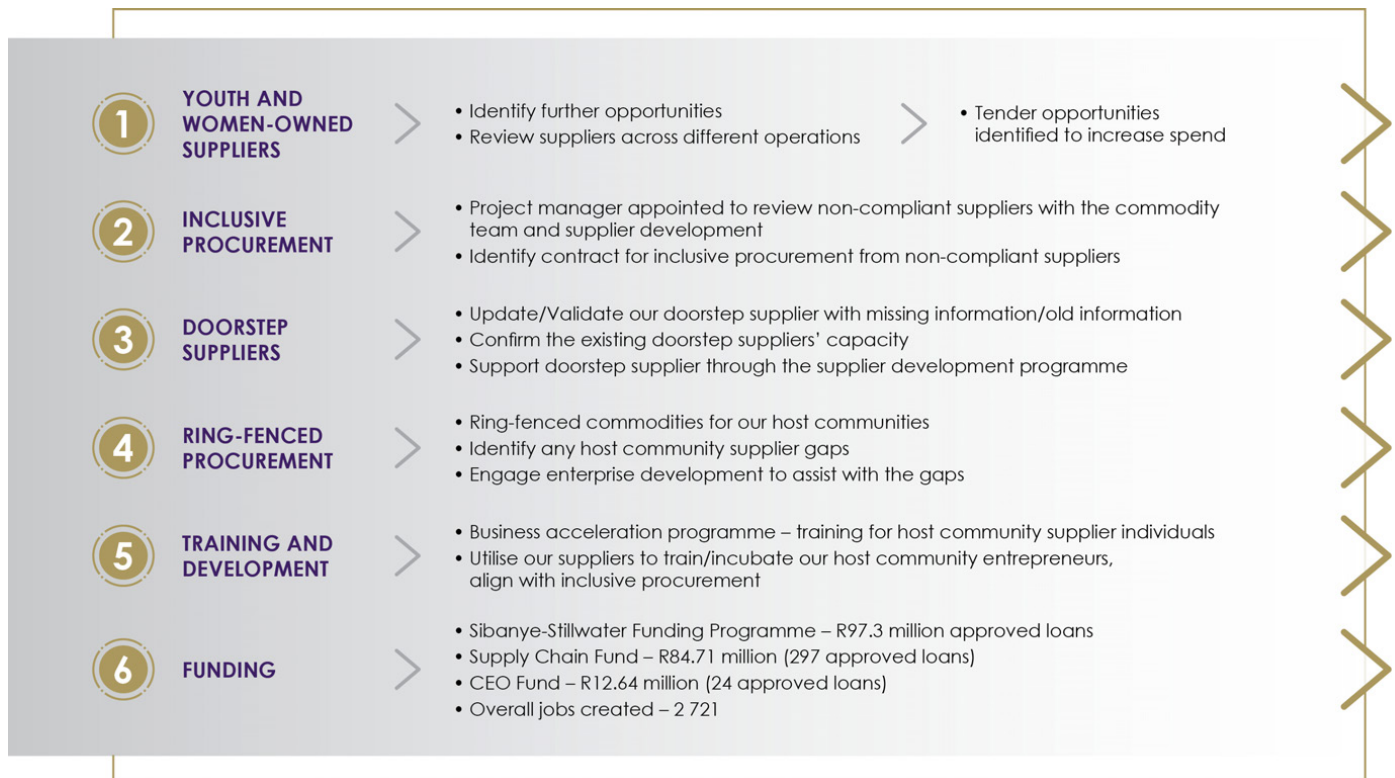 1
YOUTH AND
WOMEN-OWNED
SUPPLIERS
• Identify further opportunities
• Review suppliers across different operations
• Tender opportunities
identified to increase spend
2
INCLUSIVE
PROCUREMENT
• Project manager appointed to review non-compliant suppliers with the commodity
team and supplier development
• Identify contract for inclusive procurement from non-compliant suppliers
3
DOORSTEP
SUPPLIERS
• Update/Validate our doorstep supplier with missing information/old information
• Confirm the existing doorstep suppliers’ capacity
• Support doorstep supplier through the supplier development programme
4
RING-FENCED
PROCUREMENT
• Ring-fenced commodities for our host communities
• Identify any host community supplier gaps
• Engage enterprise development to assist with the gaps
5
TRAINING AND
DEVELOPMENT
• Business acceleration programme – training for host community supplier individuals
• Utilise our suppliers to train/incubate our host community entrepreneurs,
align with inclusive procurement
6
FUNDING
• Sibanye-Stillwater Funding Programme – R97.3 million approved loans
• Supply Chain Fund – R84.71 million (297 approved loans)
• CEO Fund – R12.64 million (24 approved loans)
• Overall jobs created – 2 721